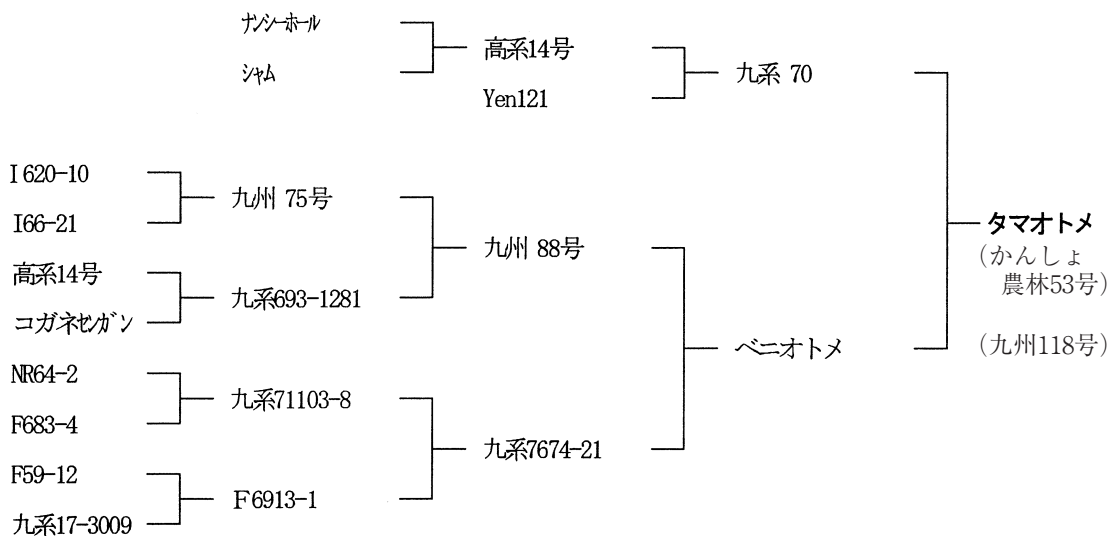 ナンシーホール
高系14号
シャム
九系 70
Yen121
I620-10
九州 75号
I66-21
タマオトメ
九州 88号
(かんしょ
農林53号)
高系14号
九系693-1281
コガネセンガン
(九州118号)
ベニオトメ
NR64-2
九系71103-8
F683-4
九系7674-21
F59-12
F6913-1
九系17-3009